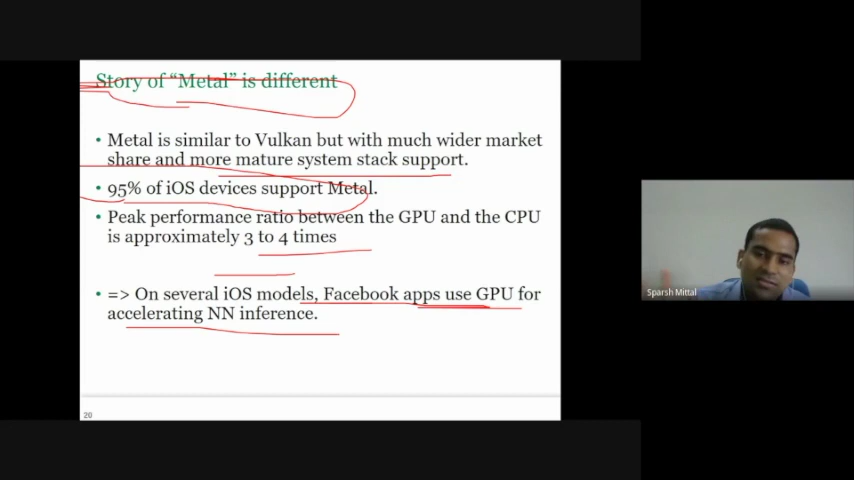 Story of “Metal” is different
• Metal is similar to Vulkan but with much wider market
share and more mature system stack support.
• 95% of iOS devices support Metal.
• Peak performance ratio between the GPU and the CPU
is approximately 3 to 4 times
• => On several iOS models, Facebook apps use GPU for
accelerating NN inference.
20
Sparsh Mittal